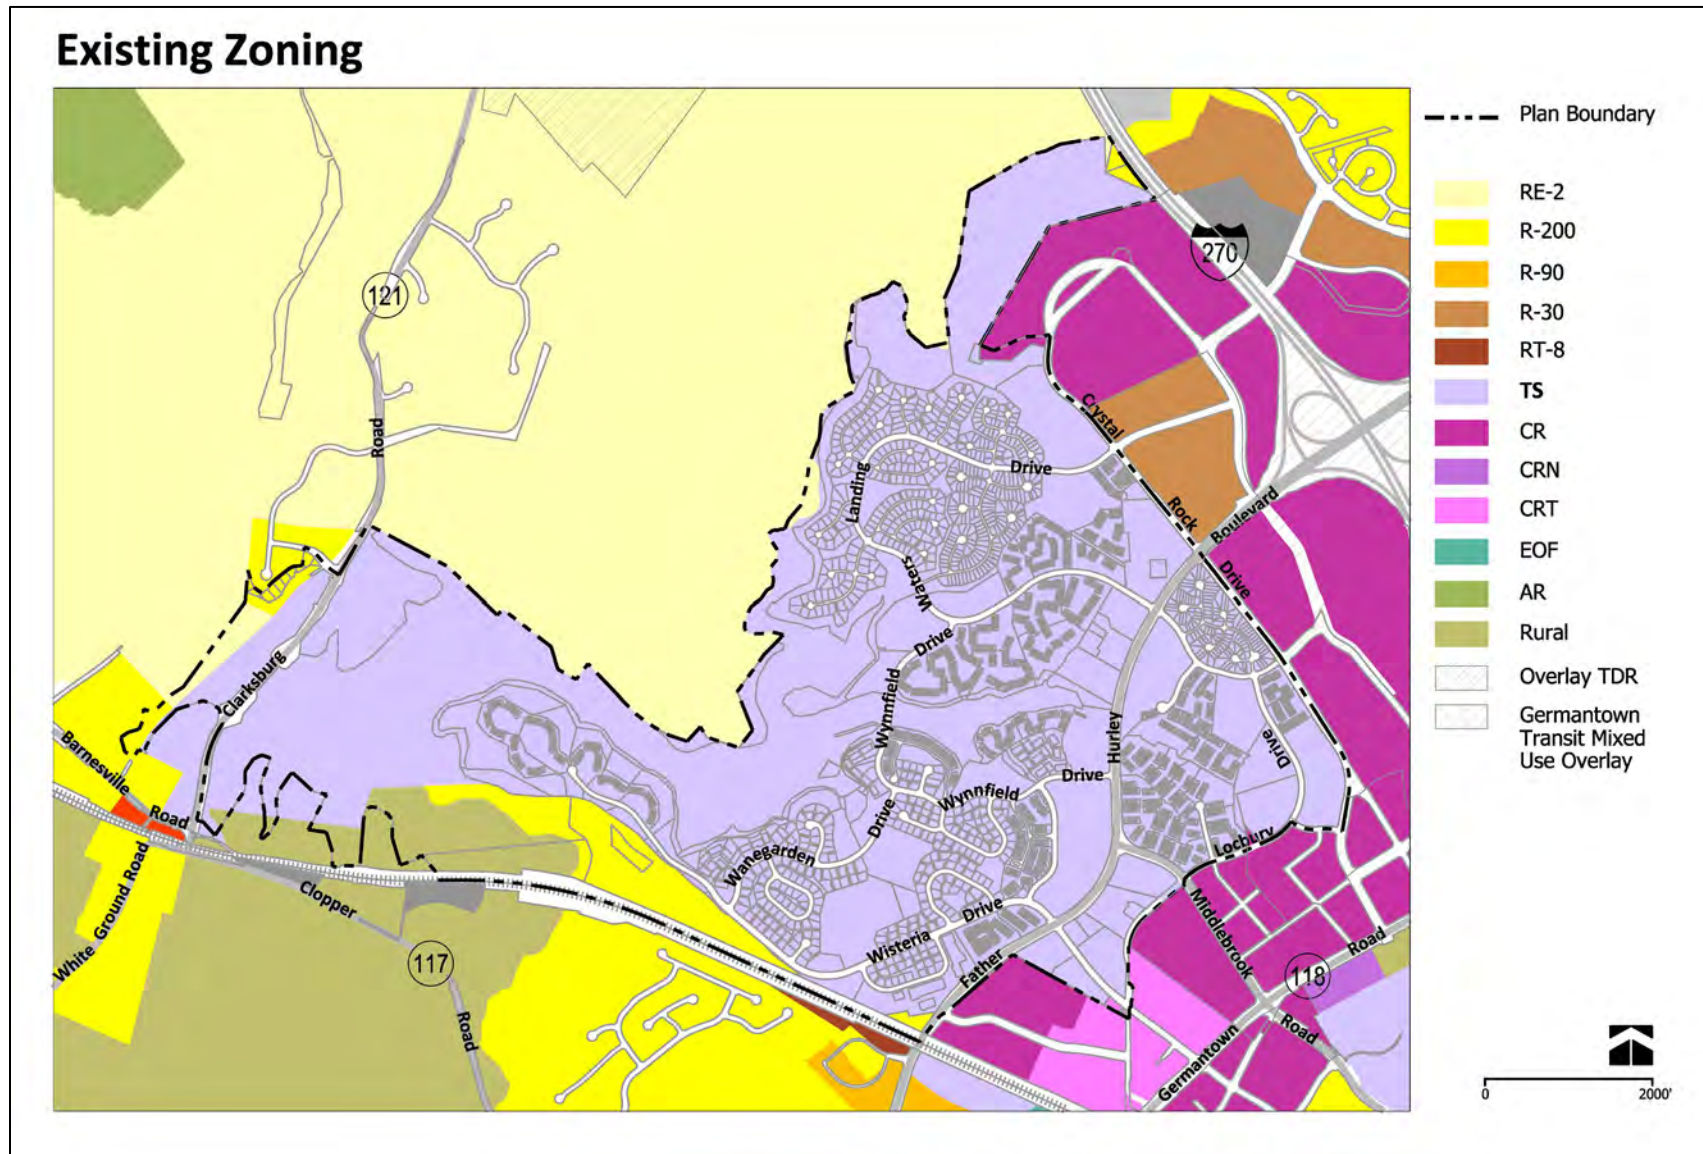 Existing Zoning
Plan Boundary
RE-2
R-200
R-90
R-30
RT-8
TS
CR
CRN
CRT
EOF
AR
Rural
Overlay TDR
Germantown
Transit Mixed
Use Overlay
270
121
Road
Crystal
Rock
Drive
Boulevard
Landing
Drive
Waters
Drive
Wynnfield
Drive
Hurley
Drive
Wynnfield
Drive
Clarksburg
Barnesville
Road
White Ground Road
Clopper
117
Road
Wanegarden
Wisteria
Drive
Father
Locbury
Middlebrook
Road
118
Germantown
Road
0 2000'